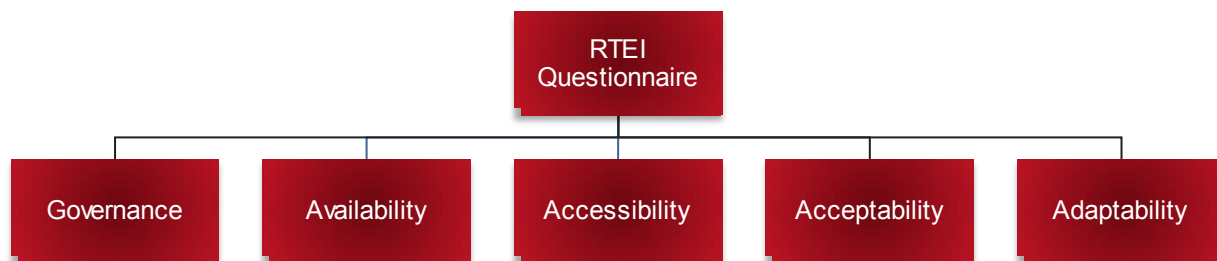 RTEI
Questionnaire
Governance
Availability
Accessibility
Acceptability
Adaptability